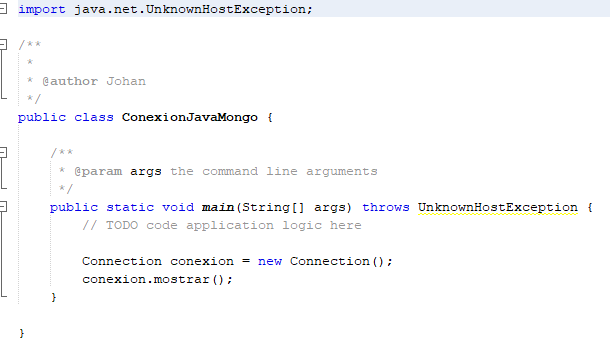 import java.net.UnknownHostException;
/**
 *
 * @author Johan
 */
public class ConexionJavaMongo {
    /**
     * @param args the command line arguments
     */
    public static void main(String[] args) throws UnknownHostException {
        // TODO code application logic here
        Connection conexion = new Connection();
        conexion.mostrar();
    }
}